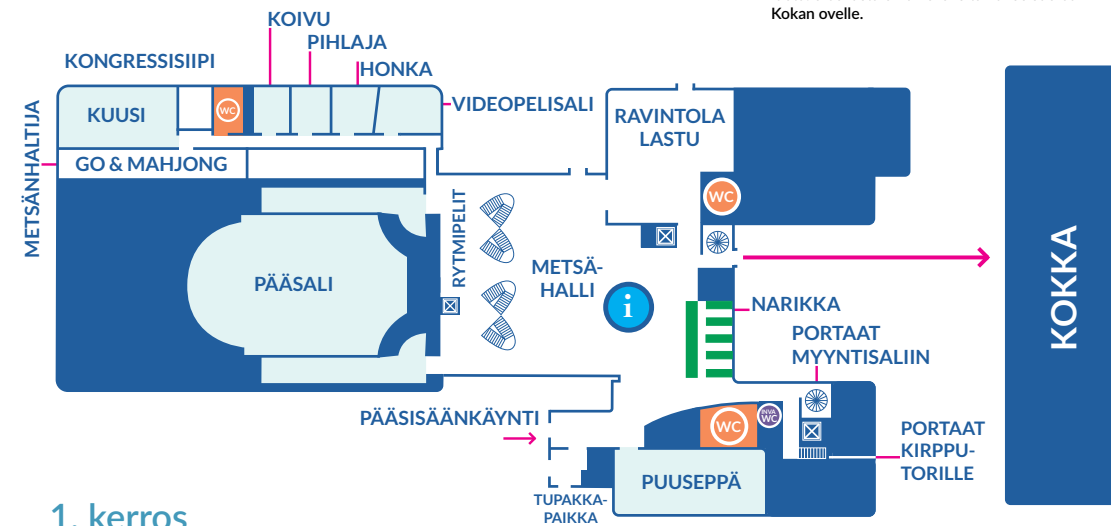 Kokan ovelle.
KOIVU
PIHLAJA
HONKA
KONGRESSISIIPI
VIDEOPELISALI
KUUSI
WC
RAVINTOLA
LASTU
METSÄNHALTIJA
GO & MAHJONG
WC
RYTMIPELIT
PÄÄSALI
METSÄ-
HALLI
i
KOKKA
NARIKKA
PORTAAT
MYYNTISALIIN
PÄÄSISÄÄNKÄYNTI
WC
INVA
WC
PORTAAT
KIRPPU-
TORILLE
PUUSEPPÄ
TUPAKKA-
PAIKKA
1. kerros